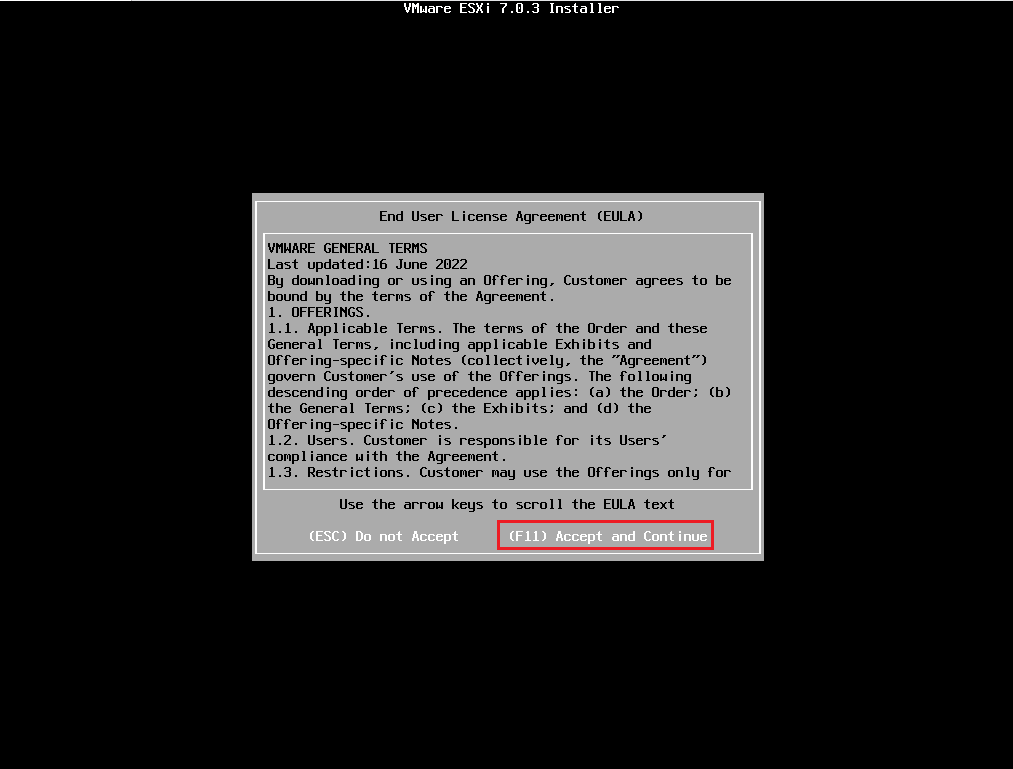 VMware ESXi 7.0.3 Installer
End User License Agreement (EULA)
VMWARE GENERAL TERMS
Last updated:16 June 2022
By downloading or using an Offering, Customer agrees to be
bound by the terms of the Agreement.
1. OFFERINGS.
1.1. Applicable Terms. The terms of the Order and these
General Terms, including applicable Exhibits and
Offering-specific Notes (collectively, the "Agreement")
govern Customer's use of the Offerings. The following
descending order of precedence applies: (a) the Order; (b)
the General Terms; (c) the Exhibits; and (d) the
Offering-specific Notes.
1.2. Users. Customer is responsible for its Users'
compliance with the Agreement.
1.3. Restrictions. Customer may use the Offerings only for
Use the arrow keys to scroll the EULA text
(ESC) Do not Accept (F11) Accept and Continue